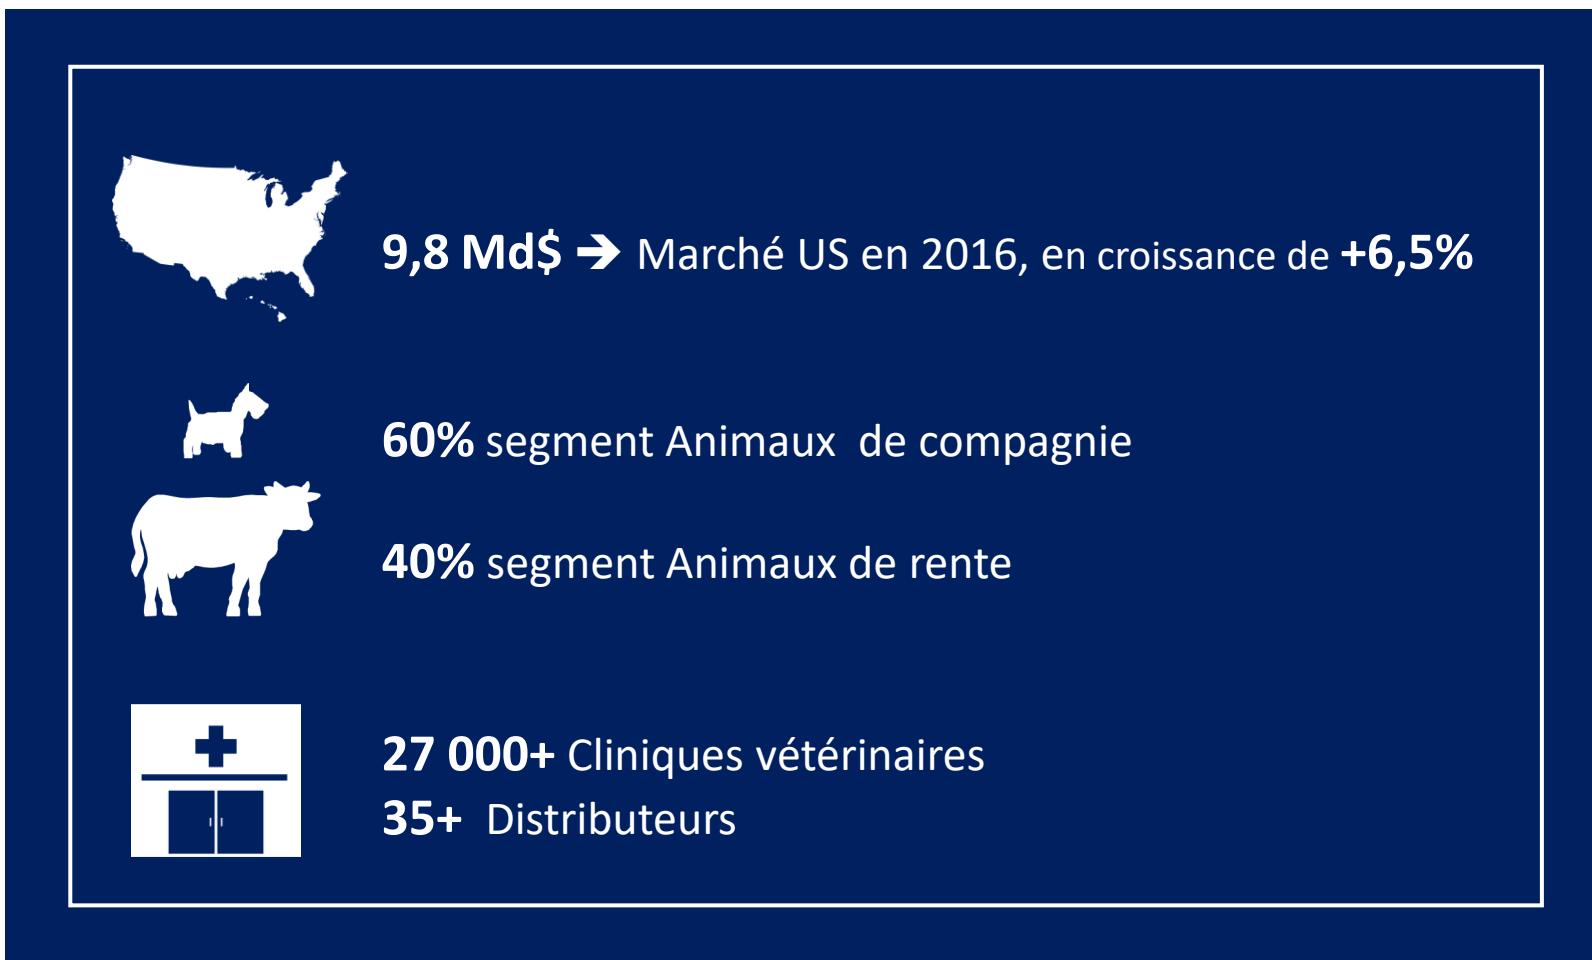 9,8 Md$ ➔ Marché US en 2016, en croissance de +6,5%
60% segment Animaux de compagnie
40% segment Animaux de rente
27 000+ Cliniques vétérinaires
35+ Distributeurs